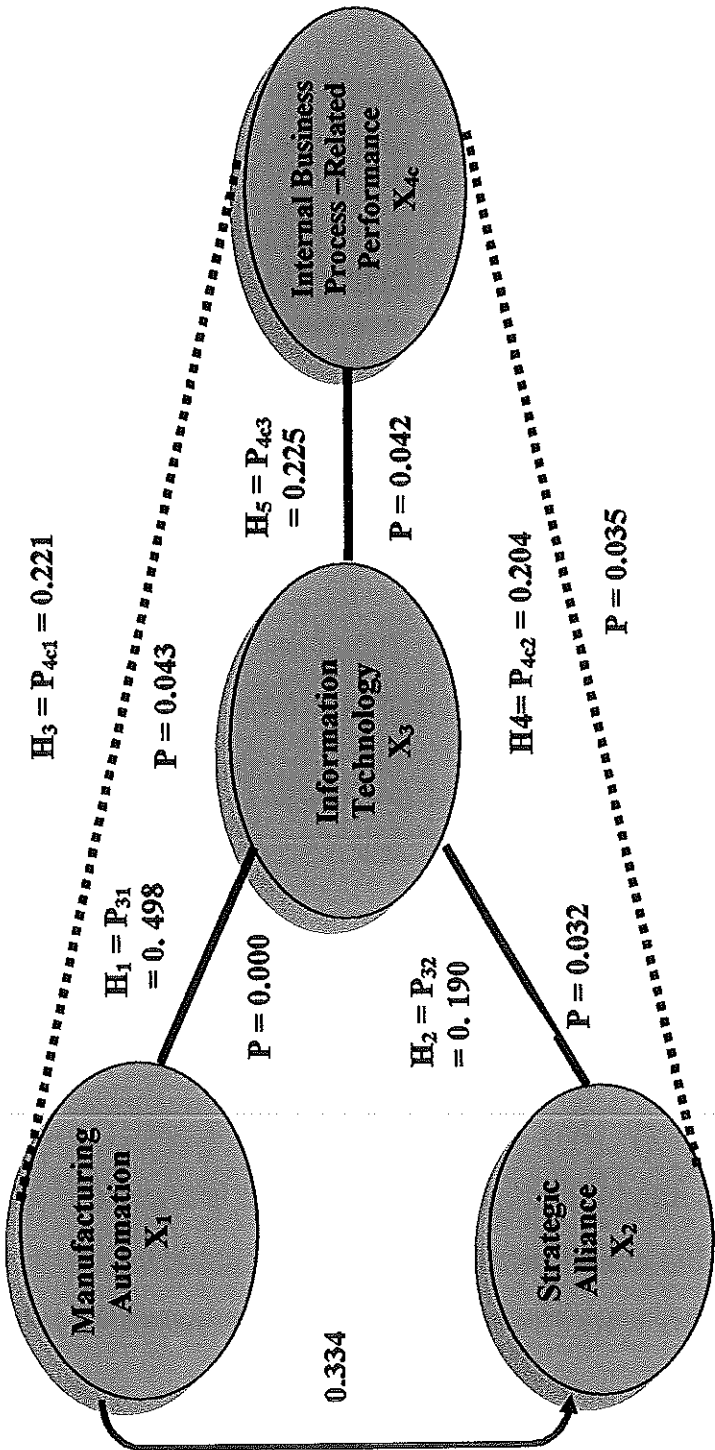 H₃ = P₄c₁ = 0.221
P = 0.043
Manufacturing
Automation
X₁
H₁ = P₃₁
= 0. 498
P = 0.000
Information
Technology
X₃
H₅ = P₄c₃
= 0.225
P = 0.042
Internal Business
Process –Related
Performance
X₄c
0.334
H₂ = P₃₂
= 0. 190
P = 0.032
Strategic
Alliance
X₂
H4= P₄c₂ = 0.204
P = 0.035